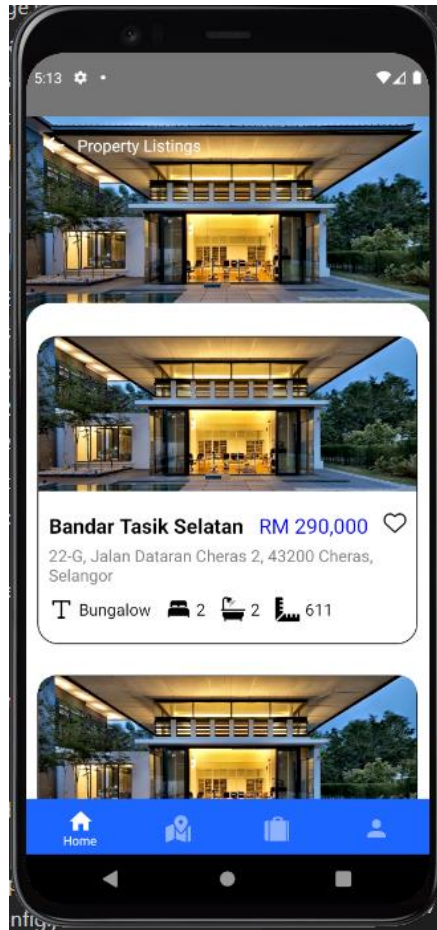 5:13
Property Listings
Bandar Tasik Selatan RM 290,000
22-G, Jalan Dataran Cheras 2, 43200 Cheras,
Selangor
T Bungalow 2 2 611
Home